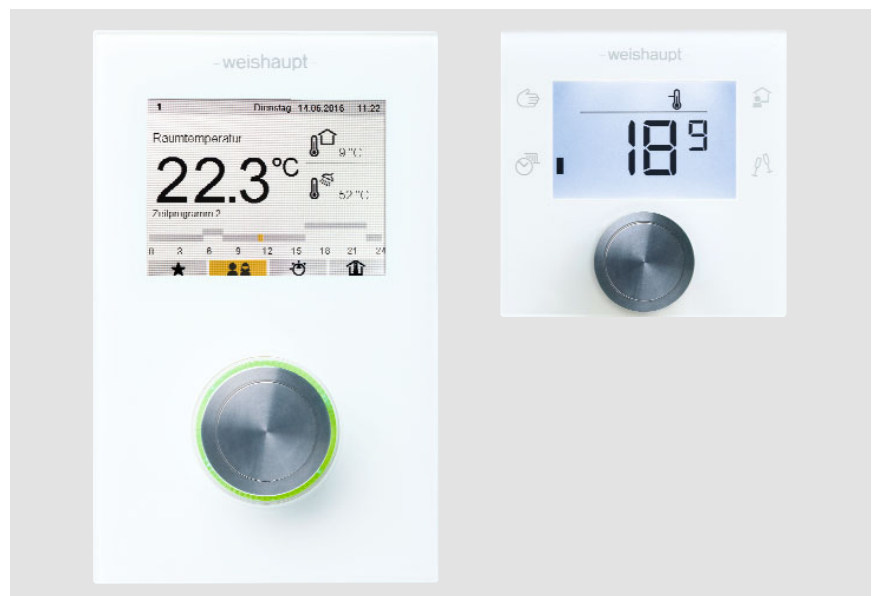 -weishaupt-
1 Dienstag 14.06.2016 11:22
Raumtemperatur
22.3°C
9 °C
52 °C
Zeitprogramm 2
0 3 6 9 12 15 18 21 24
-weishaupt-
18 9